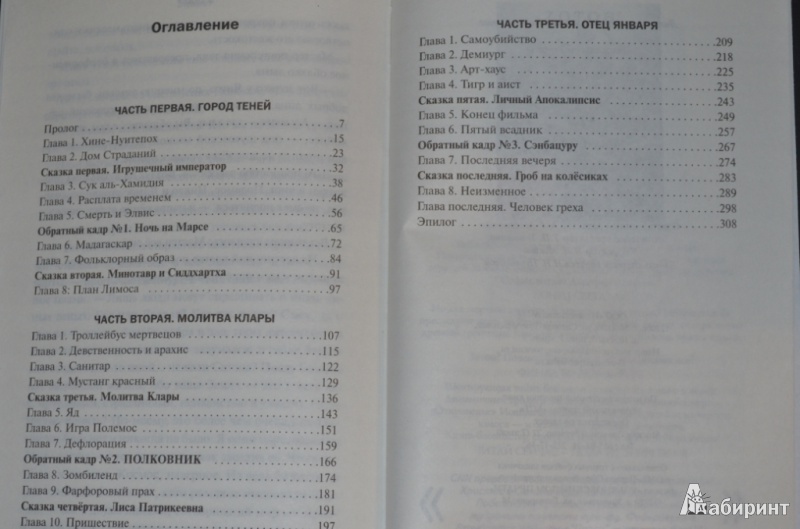 Оглавление
ЧАСТЬ ПЕРВАЯ. ГОРОД ТЕНЕЙ
Пролог 7
Глава 1. Хине-Нуитепох 15
Глава 2. Дом Страданий 23
Сказка первая. Игрушечный император 32
Глава 3. Сук аль-Хамидия 38
Глава 4. Расплата временем 46
Глава 5. Смерть и Элвис 56
Обратный кадр №1. Ночь на Марсе 65
Глава 6. Мадагаскар 72
Глава 7. Фольклорный образ 84
Сказка вторая. Минотавр и Сиддхартха 91
Глава 8: План Лимоса 97
ЧАСТЬ ВТОРАЯ. МОЛИТВА КЛАРЫ
Глава 1. Троллейбус мертвецов 107
Глава 2. Девственность и арахис 115
Глава 3. Санитар 122
Глава 4. Мустанг красный 129
Сказка третья. Молитва Клары 136
Глава 5. Яд 143
Глава 6. Игра Полемос 151
Глава 7. Дефлорация 159
Обратный кадр №2. ПОЛКОВНИК 166
Глава 8. Зомбиленд 174
Глава 9. Фарфоровый прах 181
Сказка четвёртая. Лиса Патрикеевна 191
Глава 10. Пришествие 197
ЧАСТЬ ТРЕТЬЯ. ОТЕЦ ЯНВАРЯ
Глава 1. Самоубийство 209
Глава 2. Демиург 218
Глава 3. Арт-хаус 225
Глава 4. Тигр и аист 235
Сказка пятая. Личный Апокалипсис 243
Глава 5. Конец фильма 249
Глава 6. Пятый всадник 257
Обратный кадр №3. Сэнбацуру 267
Глава 7. Последняя вечеря 274
Сказка последняя. Гроб на колёсиках 283
Глава 8. Неизменное 289
Глава последняя. Человек греха 298
Эпилог 308
Лабиринт